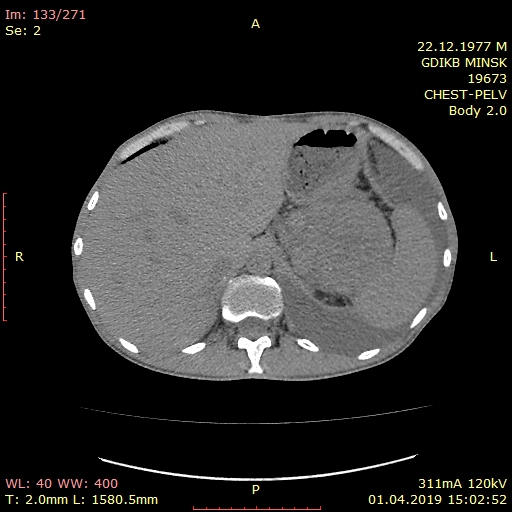 Im: 133/271
Se: 2
A
22.12.1977 M
GDIKB MINSK
19673
CHEST-PELV
Body 2.0
R
L
WL: 40 WW: 400
T: 2.0mm L: 1580.5mm
P
311mA 120kV
01.04.2019 15:02:52